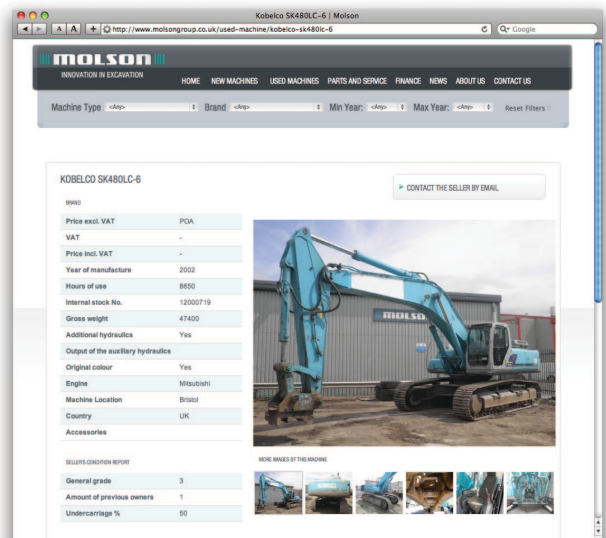 Kobelco SK480LC-6 | Molson
A A + http://www.molsongroup.co.uk/used-machine/kobelco-sk480lc-6 Google
MOLSON
INNOVATION IN EXCAVATION
HOME NEW MACHINES USED MACHINES PARTS AND SERVICE FINANCE NEWS ABOUT US CONTACT US
Machine Type <Any> Brand <Any> Min Year: <Any> Max Year: <Any> Reset Filters
KOBELCO SK480LC-6
CONTACT THE SELLER BY EMAIL
BRAND
Price excl. VAT POA
VAT -
Price Incl. VAT -
Year of manufacture 2002
Hours of use 8650
Internal stock No. 12000719
Gross weight 47400
Additional hydraulics Yes
Output of the auxiliary hydraulics
Original colour Yes
Engine Mitsubishi
Machine Location Bristol
Country UK
Accessories
MOLSON
SELLER'S CONDITION REPORT
MORE IMAGES OF THIS MACHINE
General grade 3
Amount of previous owners 1
Undercarriage % 50